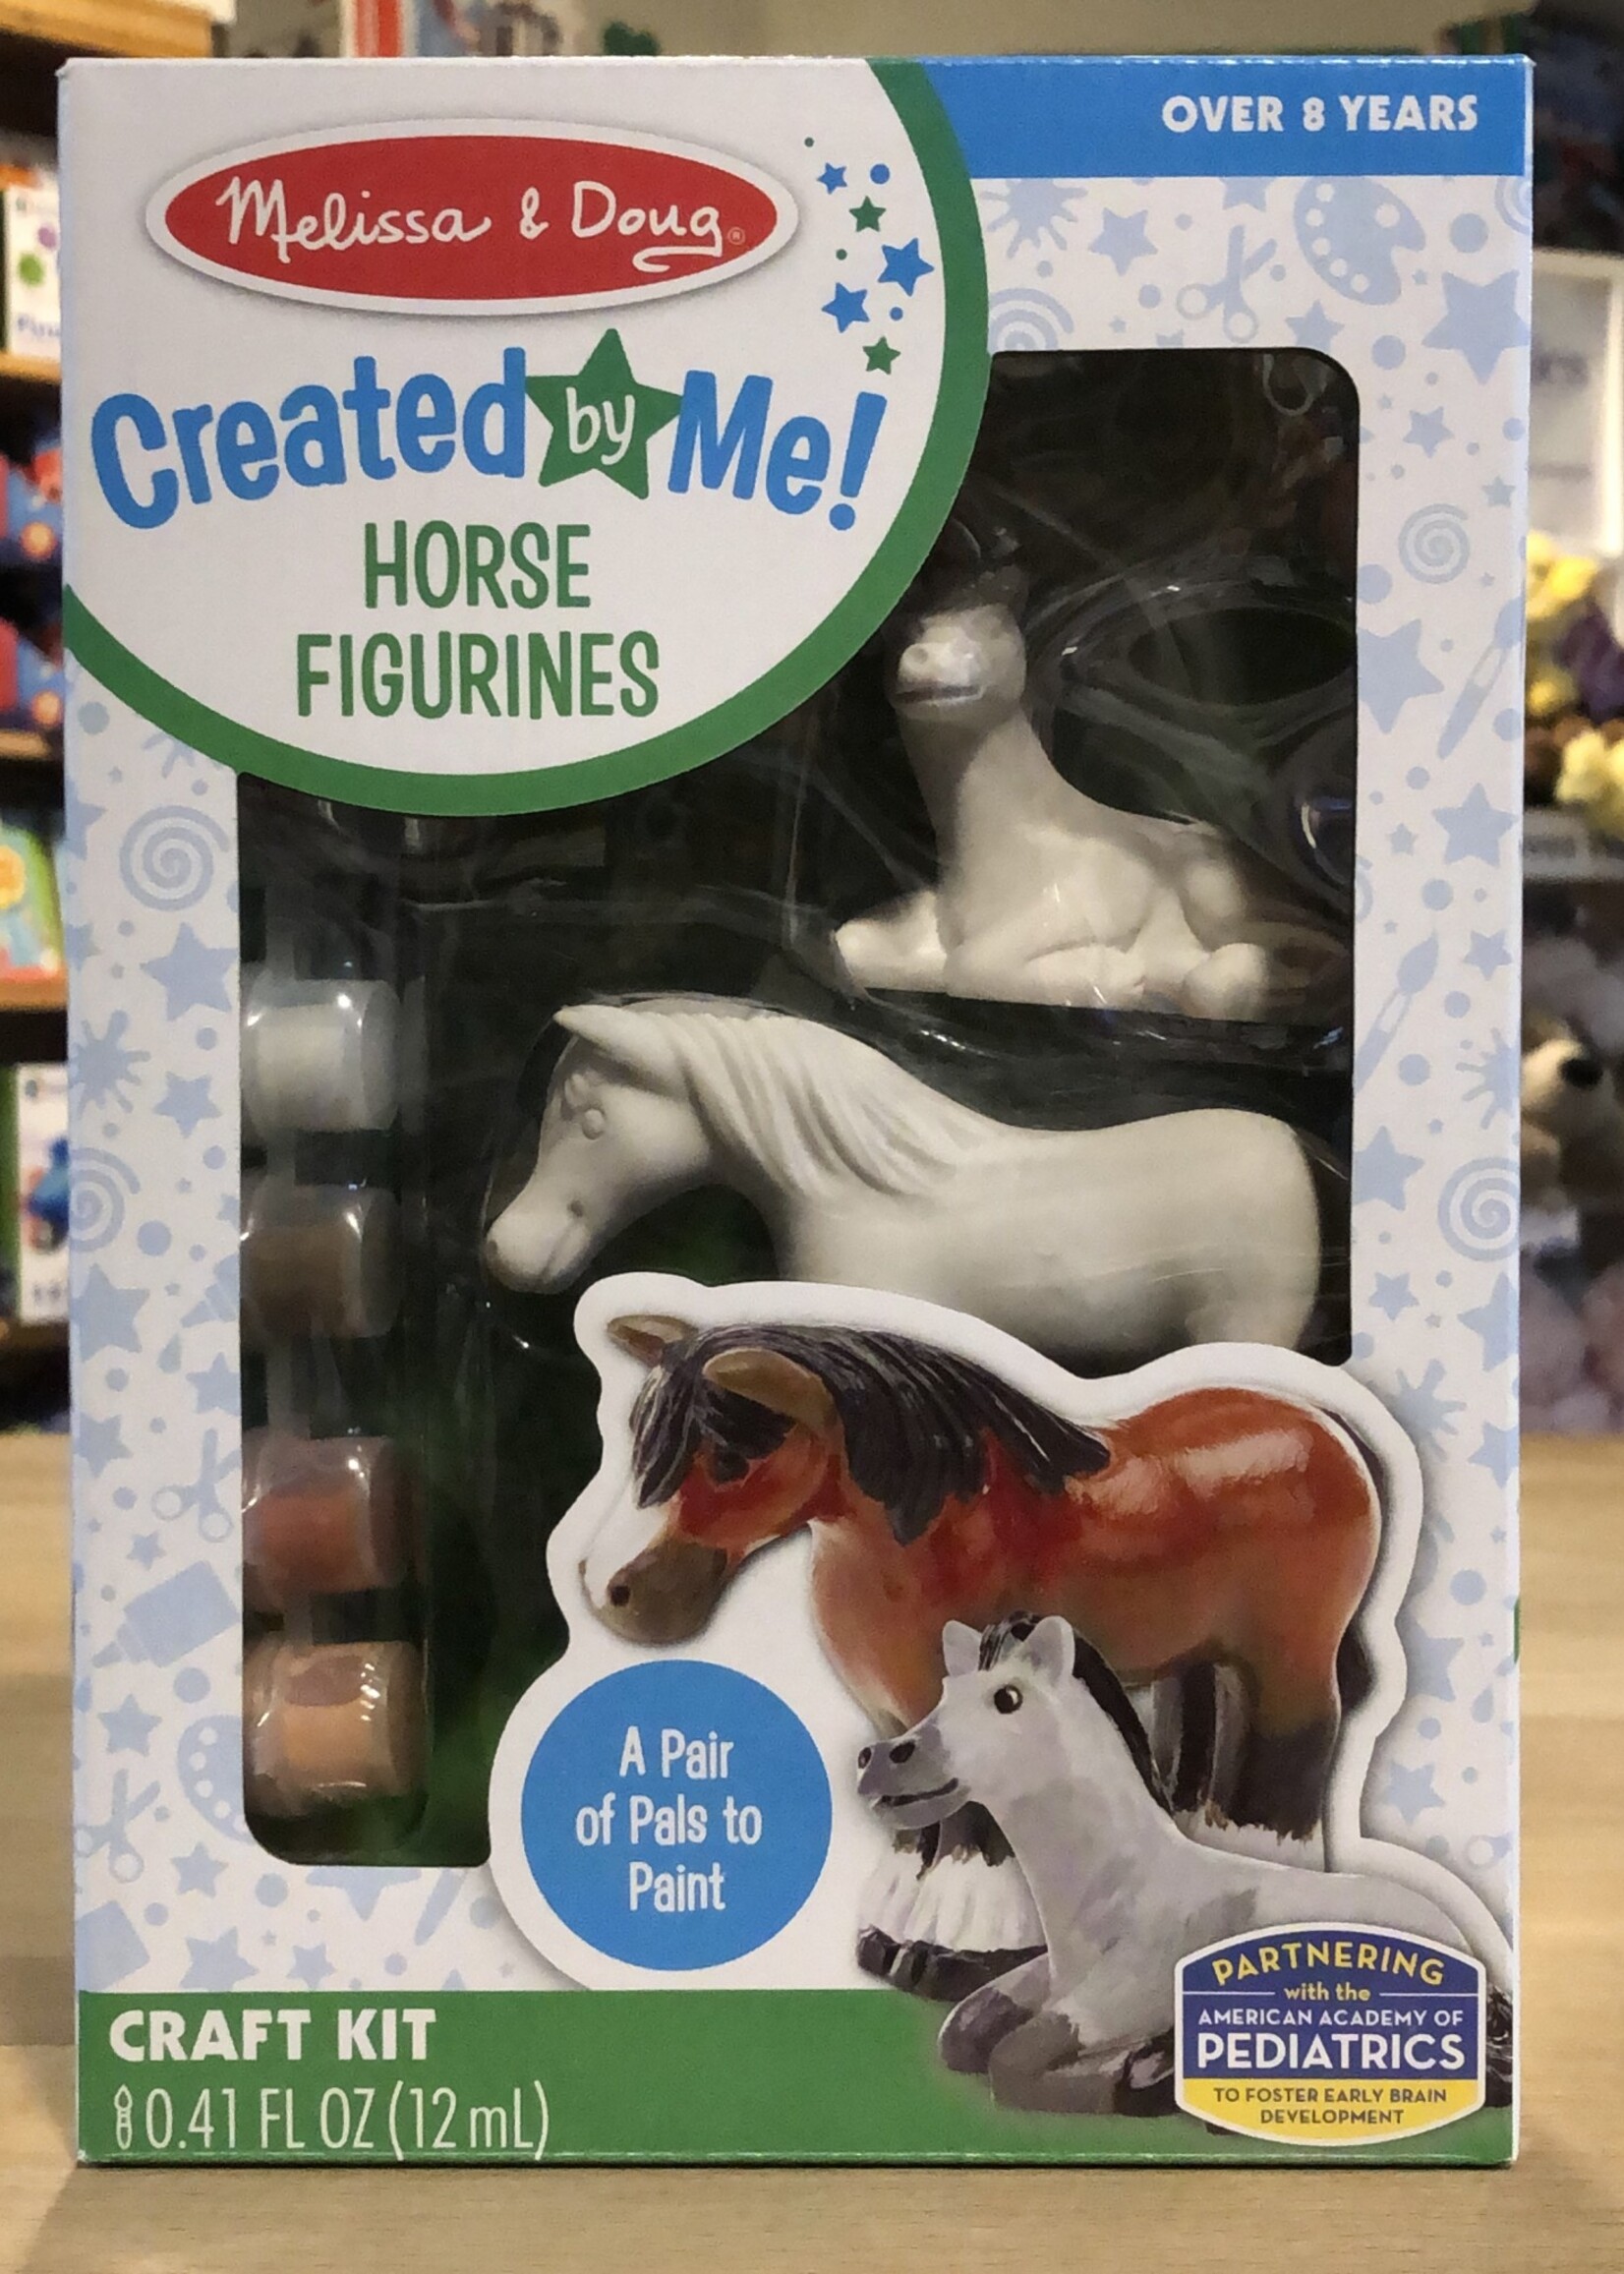 OVER 8 YEARS
Melissa & Doug®
Created by Me!
HORSE
FIGURINES
A Pair
of Pals to
Paint
CRAFT KIT
0.41 FL OZ (12 mL)
PARTNERING
with the
AMERICAN ACADEMY OF
PEDIATRICS
TO FOSTER EARLY BRAIN
DEVELOPMENT